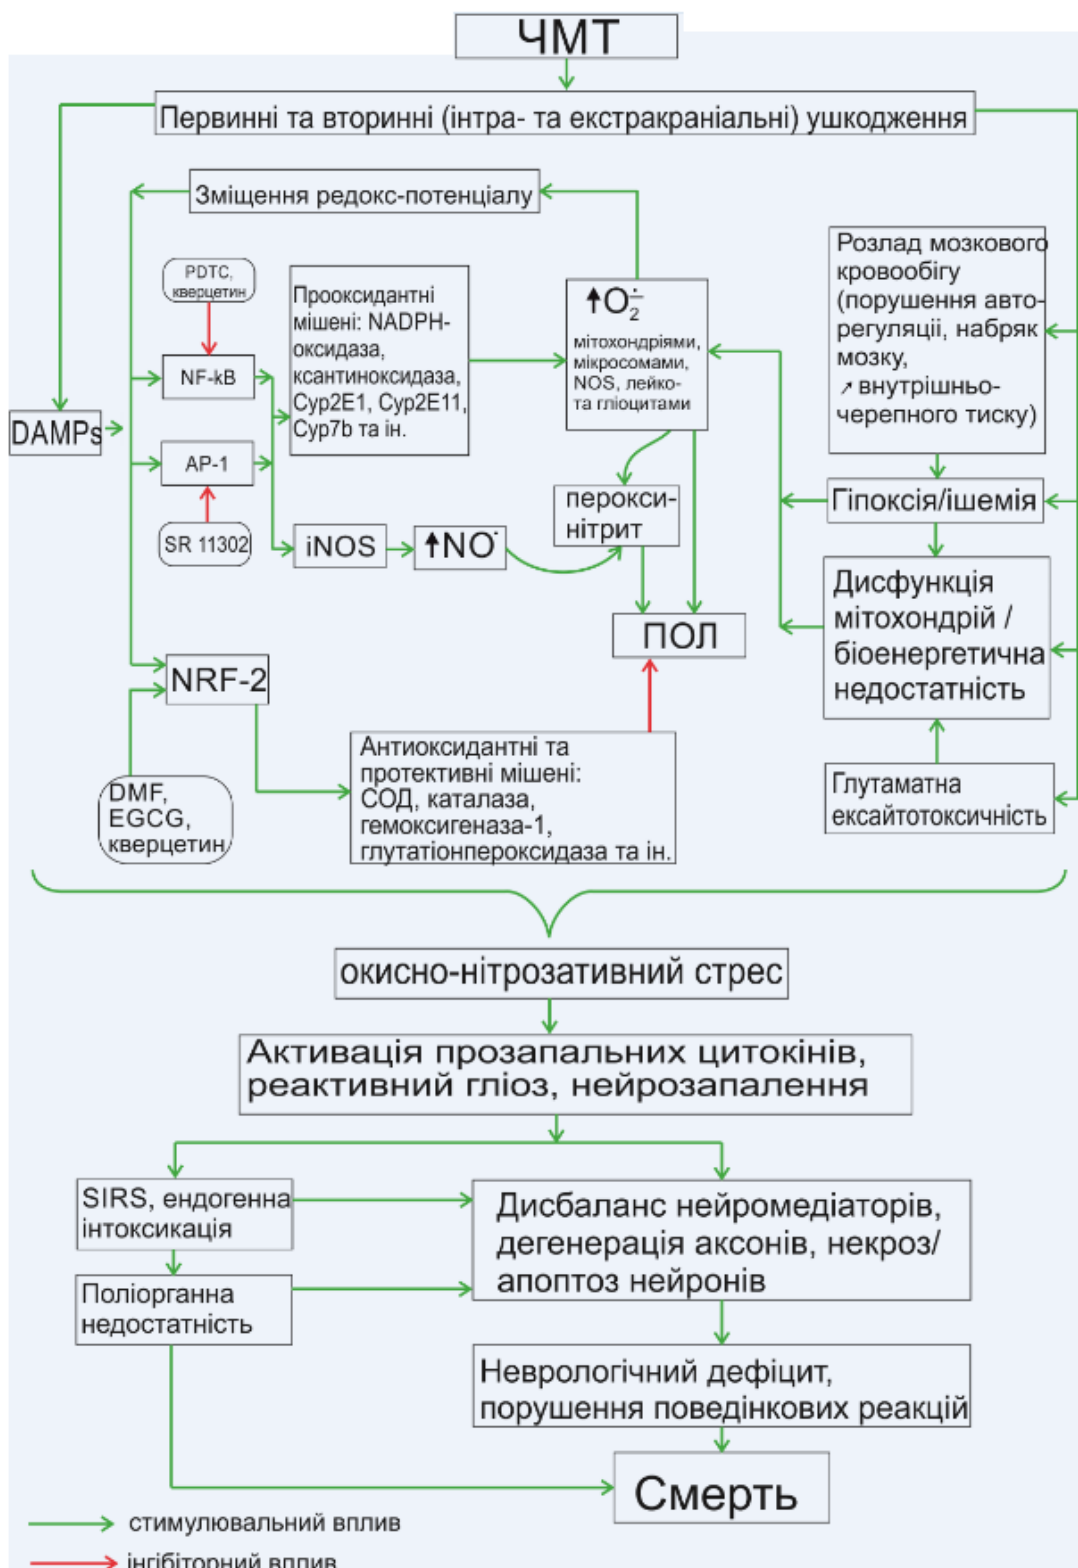 ЧМТ
Первинні та вторинні (інтра- та екстракраніальні) ушкодження
Зміщення редокс-потенціалу
PDTC,
кверцетин
NF-kB
DAMPs
AP-1
SR 11302
Прооксидантні
мішені: NADPH-
оксидаза,
ксантиноксидаза,
Cyp2E1, Cyp2E11,
Cyp7b та ін.
iNOS
↑NO·
↑O₂∸
мітохондріями,
мікросомами,
NOS, лейко-
та гліоцитами
перокси-
нітрит
ПОЛ
Розлад мозкового
кровообігу
(порушення авто-
регуляції, набряк
мозку,
↗ внутрішньо-
черепного тиску)
Гіпоксія/ішемія
Дисфункція
мітохондрій /
біоенергетична
недостатність
Глутаматна
ексайтотоксичність
NRF-2
DMF,
EGCG,
кверцетин
Антиоксидантні та
протективні мішені:
СОД, каталаза,
гемоксигеназа-1,
глутатіонпероксидаза та ін.
окисно-нітрозативний стрес
Активація прозапальних цитокінів,
реактивний гліоз, нейрозапалення
SIRS, ендогенна
інтоксикація
Поліорганна
недостатність
Дисбаланс нейромедіаторів,
дегенерація аксонів, некроз/
апоптоз нейронів
Неврологічний дефіцит,
порушення поведінкових реакцій
Смерть
стимулювальний вплив
інгібіторний вплив